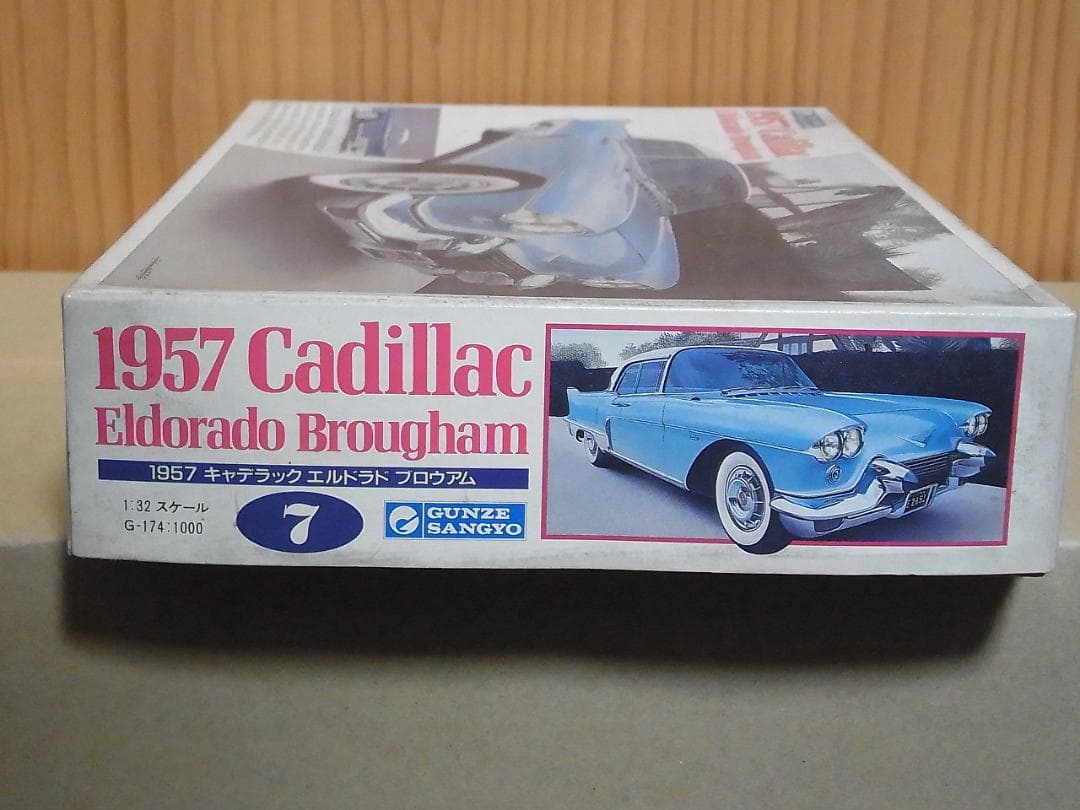 1957 Cadillac
Eldorado Brougham
1957 キャデラック エルドラド ブロウアム
1:32 スケール
G-174:1000
7
GUNZE
SANGYO